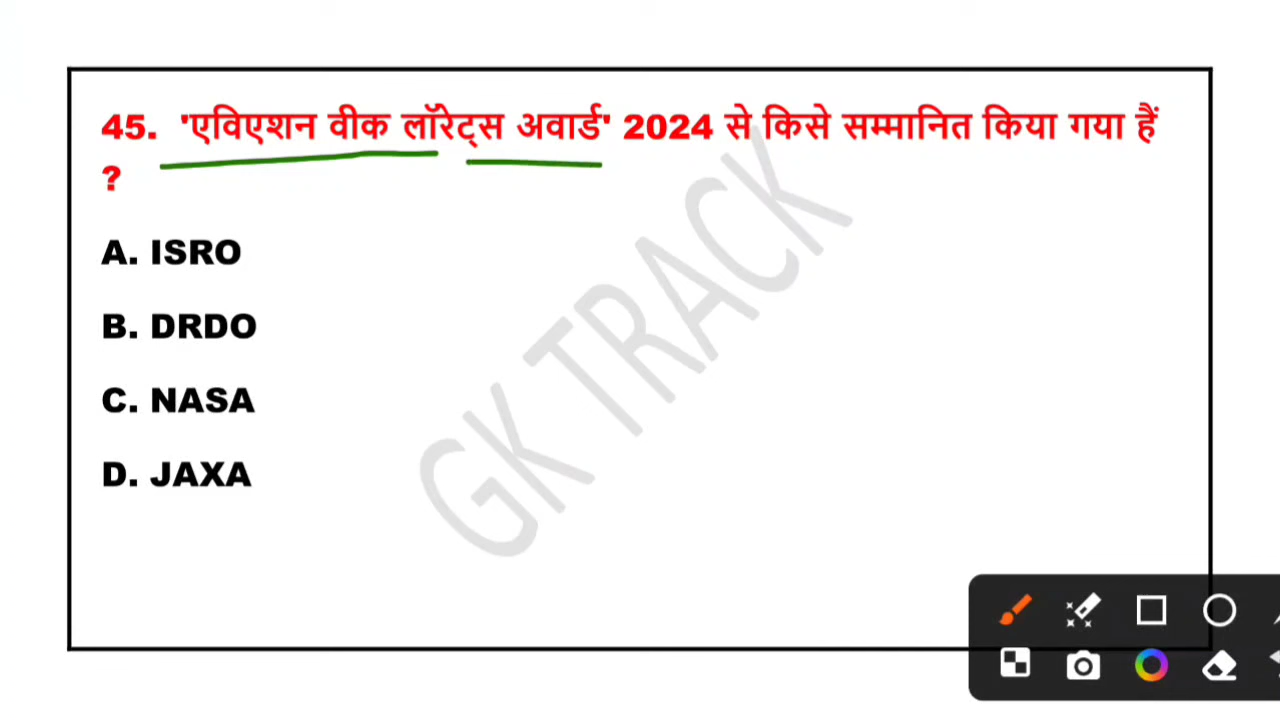 45. 'एविएशन वीक लॉरेट्स अवार्ड' 2024 से किसे सम्मानित किया गया हैं
?
A. ISRO
B. DRDO
C. NASA
D. JAXA
GK TRACK